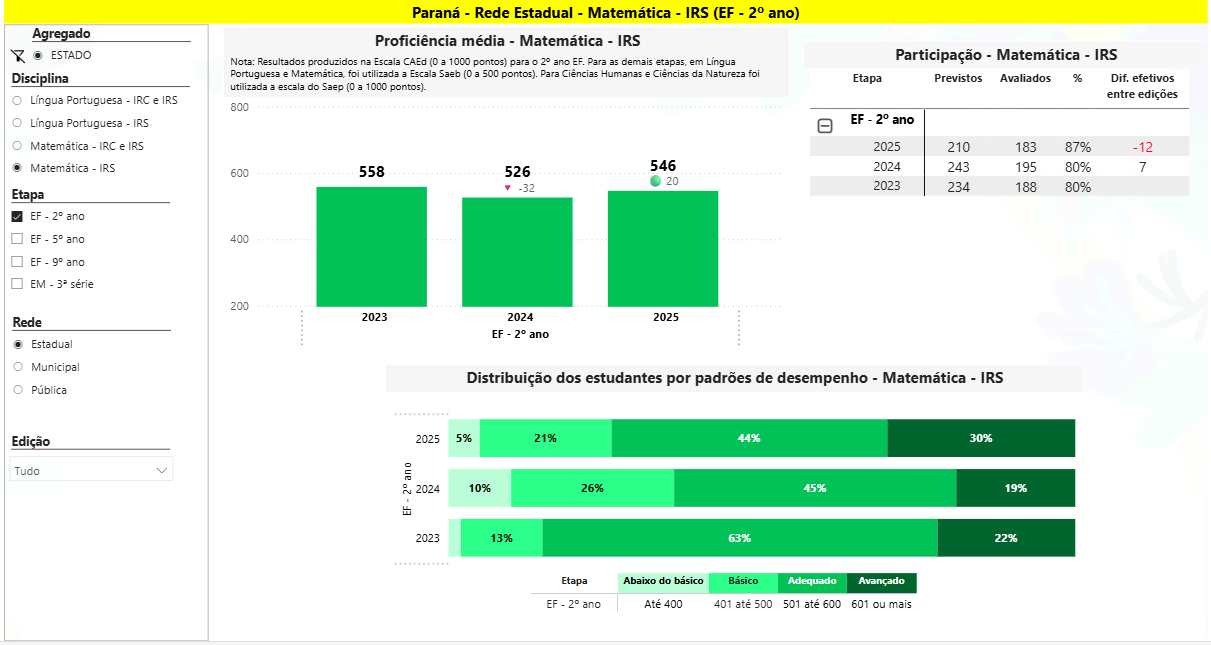 Paraná - Rede Estadual - Matemática - IRS (EF - 2º ano)
Agregado
ESTADO
Disciplina
Língua Portuguesa - IRC e IRS
Língua Portuguesa - IRS
Matemática - IRC e IRS
Matemática - IRS
Etapa
EF - 2º ano
EF - 5º ano
EF - 9º ano
EM - 3ª série
Rede
Estadual
Municipal
Pública
Edição
Tudo
Proficiência média - Matemática - IRS
Nota: Resultados produzidos na Escala CAEd (0 a 1000 pontos) para o 2º ano EF. Para as demais etapas, em Língua
Portuguesa e Matemática, foi utilizada a Escala Saeb (0 a 500 pontos). Para Ciências Humanas e Ciências da Natureza foi
utilizada a escala do Saep (0 a 1000 pontos).
800
600
400
200
558
526
-32
546
20
2023 2024 2025
EF - 2º ano
Participação - Matemática - IRS
Etapa Previstos Avaliados % Dif. efetivos
entre edições
EF - 2º ano
2025 210 183 87% -12
2024 243 195 80% 7
2023 234 188 80%
Distribuição dos estudantes por padrões de desempenho - Matemática - IRS
EF - 2º ano
2025 5% 21% 44% 30%
2024 10% 26% 45% 19%
2023 13% 63% 22%
Etapa Abaixo do básico Básico Adequado Avançado
EF - 2º ano Até 400 401 até 500 501 até 600 601 ou mais